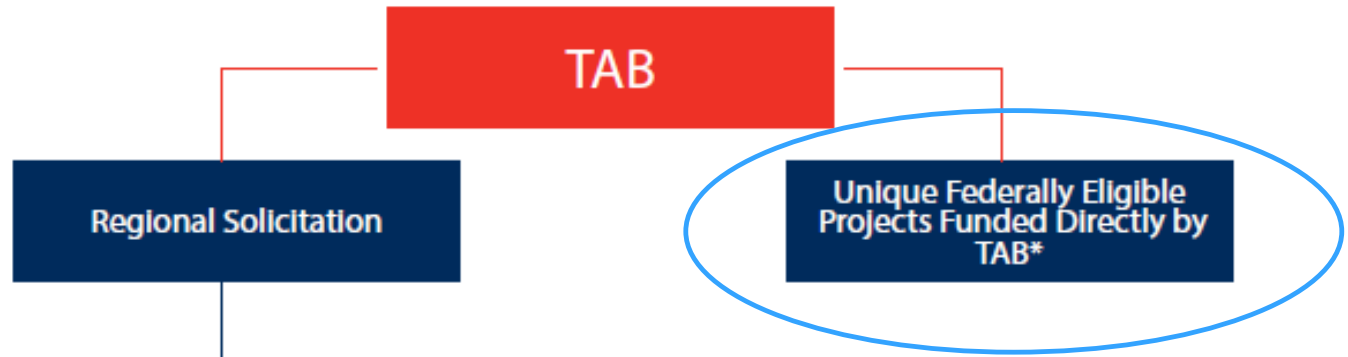 TAB
Regional Solicitation
Unique Federally Eligible
Projects Funded Directly by
TAB*